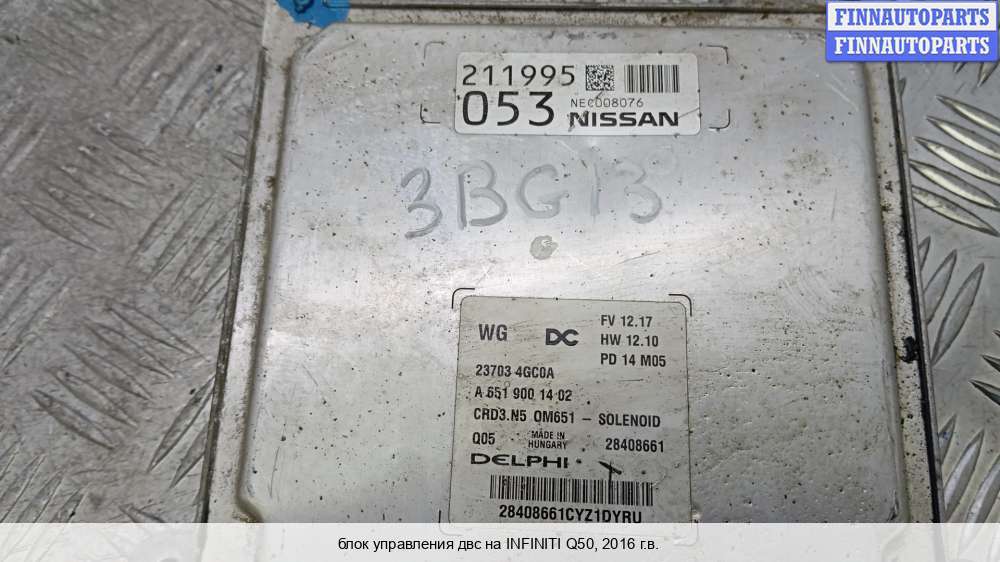 FINNAUTOPARTS
FINNAUTOPARTS
211995
053 NEC008076
NISSAN
3BG13
WG DC FV 12.17
HW 12.10
PD 14 M05
23703 4GC0A
A 651 900 14 02
CRD3.N5 OM651 – SOLENOID
Q05 MADE IN HUNGARY 28408661
DELPHI
28408661CYZ1DYRU
блок управления двс на INFINITI Q50, 2016 г.в.